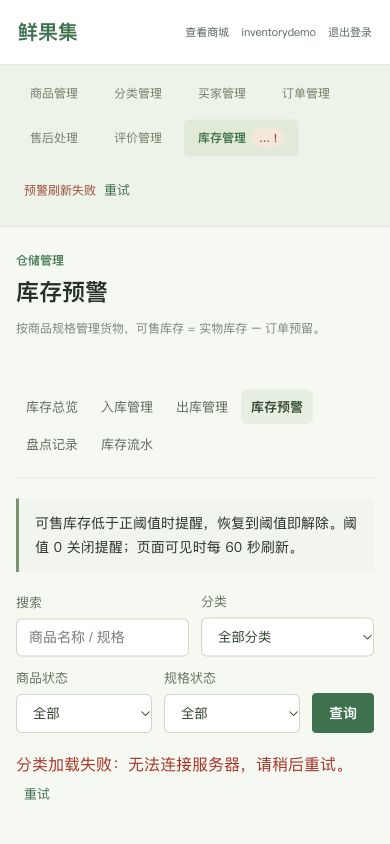 鲜果集 查看商城 inventorydemo 退出登录
商品管理 分类管理 买家管理 订单管理
售后处理 评价管理 库存管理 … !
预警刷新失败 重试
仓储管理
库存预警
按商品规格管理货物，可售库存 = 实物库存 − 订单预留。
库存总览 入库管理 出库管理 库存预警
盘点记录 库存流水
可售库存低于正阈值时提醒，恢复到阈值即解除。阈
值 0 关闭提醒；页面可见时每 60 秒刷新。
搜索 分类
商品名称 / 规格 全部分类
商品状态 规格状态
全部 全部 查询
分类加载失败：无法连接服务器，请稍后重试。
重试